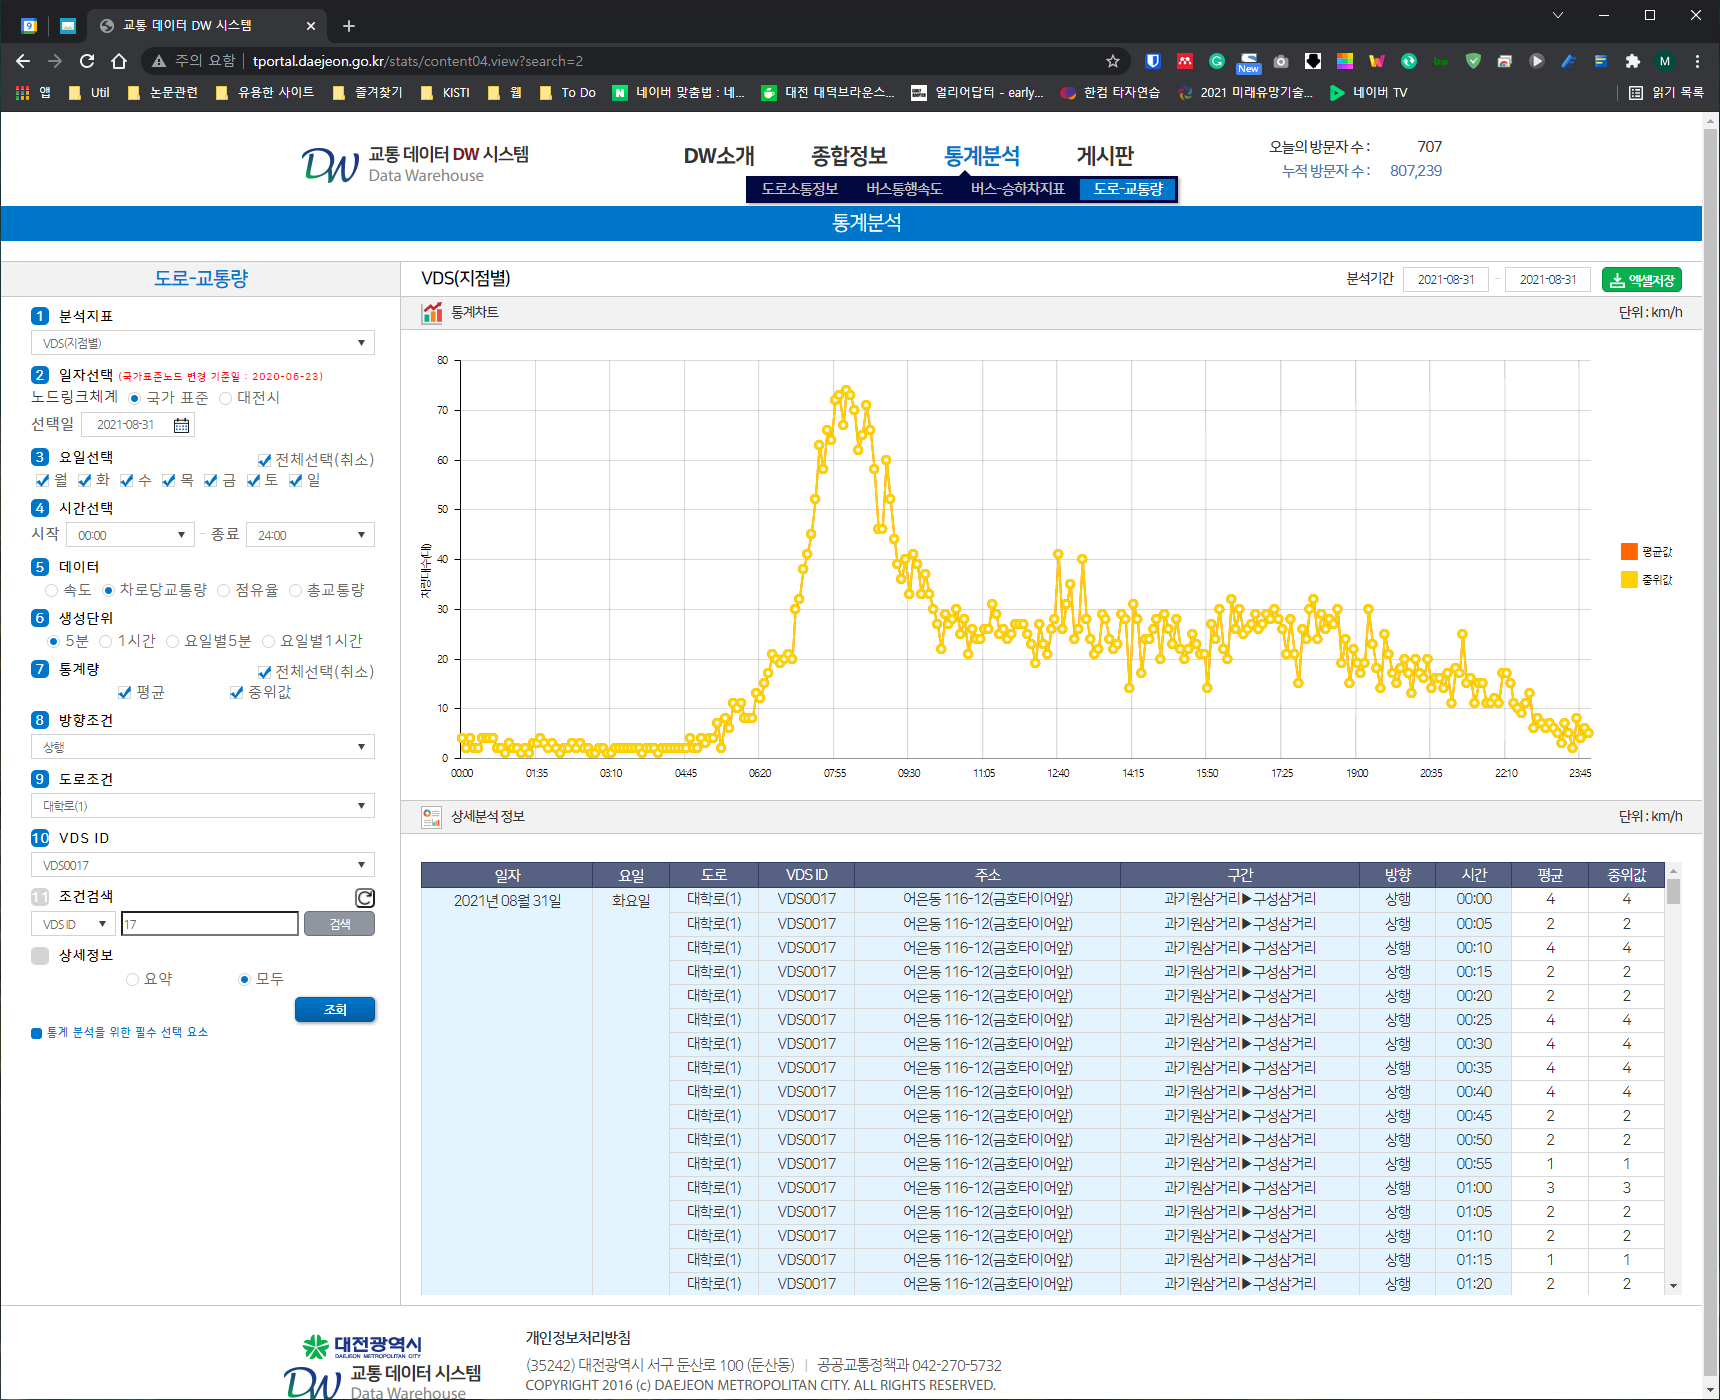 교통 데이터 DW 시스템
주의 요함 | tportal.daejeon.go.kr/stats/content04.view?search=2
New
M
앱 Util 논문관련 유용한 사이트 즐겨찾기 KISTI 웹 To Do 네이버 맞춤법 : 네... 대전 대덕브라운스... 얼리어답터 - early... 한컴 타자연습 2021 미래유망기술... 네이버 TV 읽기 목록
DW 교통 데이터 DW 시스템
Data Warehouse
DW소개 종합정보 통계분석 게시판
오늘의 방문자 수 : 707
누적 방문자 수 : 807,239
도로소통정보 버스통행속도 버스-승하차지표 도로-교통량
통계분석
도로-교통량
1 분석지표
VDS(지점별)
2 일자선택 (국가표준노드 변경 기준일 : 2020-06-23)
노드링크체계 국가 표준 대전시
선택일 2021-08-31
3 요일선택 전체선택(취소)
월 화 수 목 금 토 일
4 시간선택
시작 00:00 - 종료 24:00
5 데이터
속도 차로당교통량 점유율 총교통량
6 생성단위
5분 1시간 요일별5분 요일별1시간
7 통계량 전체선택(취소)
평균 중위값
8 방향조건
상행
9 도로조건
대학로(1)
10 VDS ID
VDS0017
11 조건검색
VDS ID 17 검색
상세정보
요약 모두
조회
통계 분석을 위한 필수 선택 요소
VDS(지점별) 분석기간 2021-08-31 - 2021-08-31 엑셀저장
통계차트 단위 : km/h
차량대수(대)
80
70
60
50
40
30
20
10
0
00:00 01:35 03:10 04:45 06:20 07:55 09:30 11:05 12:40 14:15 15:50 17:25 19:00 20:35 22:10 23:45
평균값
중위값
상세분석 정보 단위 : km/h
일자 요일 도로 VDS ID 주소 구간 방향 시간 평균 중위값
2021년 08월 31일 화요일 대학로(1) VDS0017 어은동 116-12(금호타이어앞) 과기원삼거리▶구성삼거리 상행 00:00 4 4
대학로(1) VDS0017 어은동 116-12(금호타이어앞) 과기원삼거리▶구성삼거리 상행 00:05 2 2
대학로(1) VDS0017 어은동 116-12(금호타이어앞) 과기원삼거리▶구성삼거리 상행 00:10 4 4
대학로(1) VDS0017 어은동 116-12(금호타이어앞) 과기원삼거리▶구성삼거리 상행 00:15 2 2
대학로(1) VDS0017 어은동 116-12(금호타이어앞) 과기원삼거리▶구성삼거리 상행 00:20 2 2
대학로(1) VDS0017 어은동 116-12(금호타이어앞) 과기원삼거리▶구성삼거리 상행 00:25 4 4
대학로(1) VDS0017 어은동 116-12(금호타이어앞) 과기원삼거리▶구성삼거리 상행 00:30 4 4
대학로(1) VDS0017 어은동 116-12(금호타이어앞) 과기원삼거리▶구성삼거리 상행 00:35 4 4
대학로(1) VDS0017 어은동 116-12(금호타이어앞) 과기원삼거리▶구성삼거리 상행 00:40 4 4
대학로(1) VDS0017 어은동 116-12(금호타이어앞) 과기원삼거리▶구성삼거리 상행 00:45 2 2
대학로(1) VDS0017 어은동 116-12(금호타이어앞) 과기원삼거리▶구성삼거리 상행 00:50 2 2
대학로(1) VDS0017 어은동 116-12(금호타이어앞) 과기원삼거리▶구성삼거리 상행 00:55 1 1
대학로(1) VDS0017 어은동 116-12(금호타이어앞) 과기원삼거리▶구성삼거리 상행 01:00 3 3
대학로(1) VDS0017 어은동 116-12(금호타이어앞) 과기원삼거리▶구성삼거리 상행 01:05 2 2
대학로(1) VDS0017 어은동 116-12(금호타이어앞) 과기원삼거리▶구성삼거리 상행 01:10 2 2
대학로(1) VDS0017 어은동 116-12(금호타이어앞) 과기원삼거리▶구성삼거리 상행 01:15 1 1
대학로(1) VDS0017 어은동 116-12(금호타이어앞) 과기원삼거리▶구성삼거리 상행 01:20 2 2
대전광역시
DAEJEON METROPOLITAN CITY
DW 교통 데이터 시스템
Data Warehouse
개인정보처리방침
(35242) 대전광역시 서구 둔산로 100 (둔산동) | 공공교통정책과 042-270-5732
COPYRIGHT 2016 (c) DAEJEON METROPOLITAN CITY. ALL RIGHTS RESERVED.